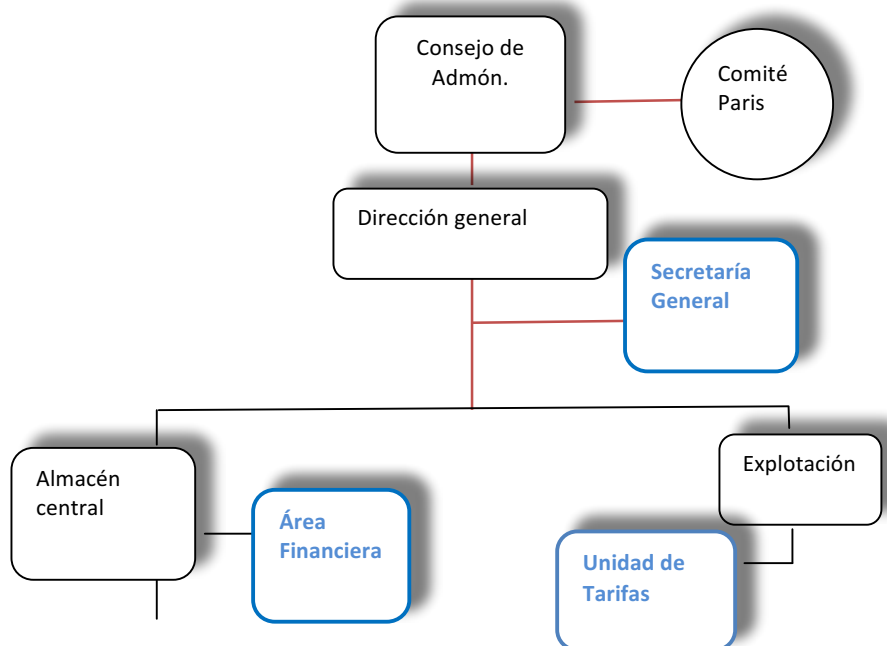 Consejo de
Admón.
Comité
Paris
Dirección general
Secretaría
General
Almacén
central
Área
Financiera
Explotación
Unidad de
Tarifas